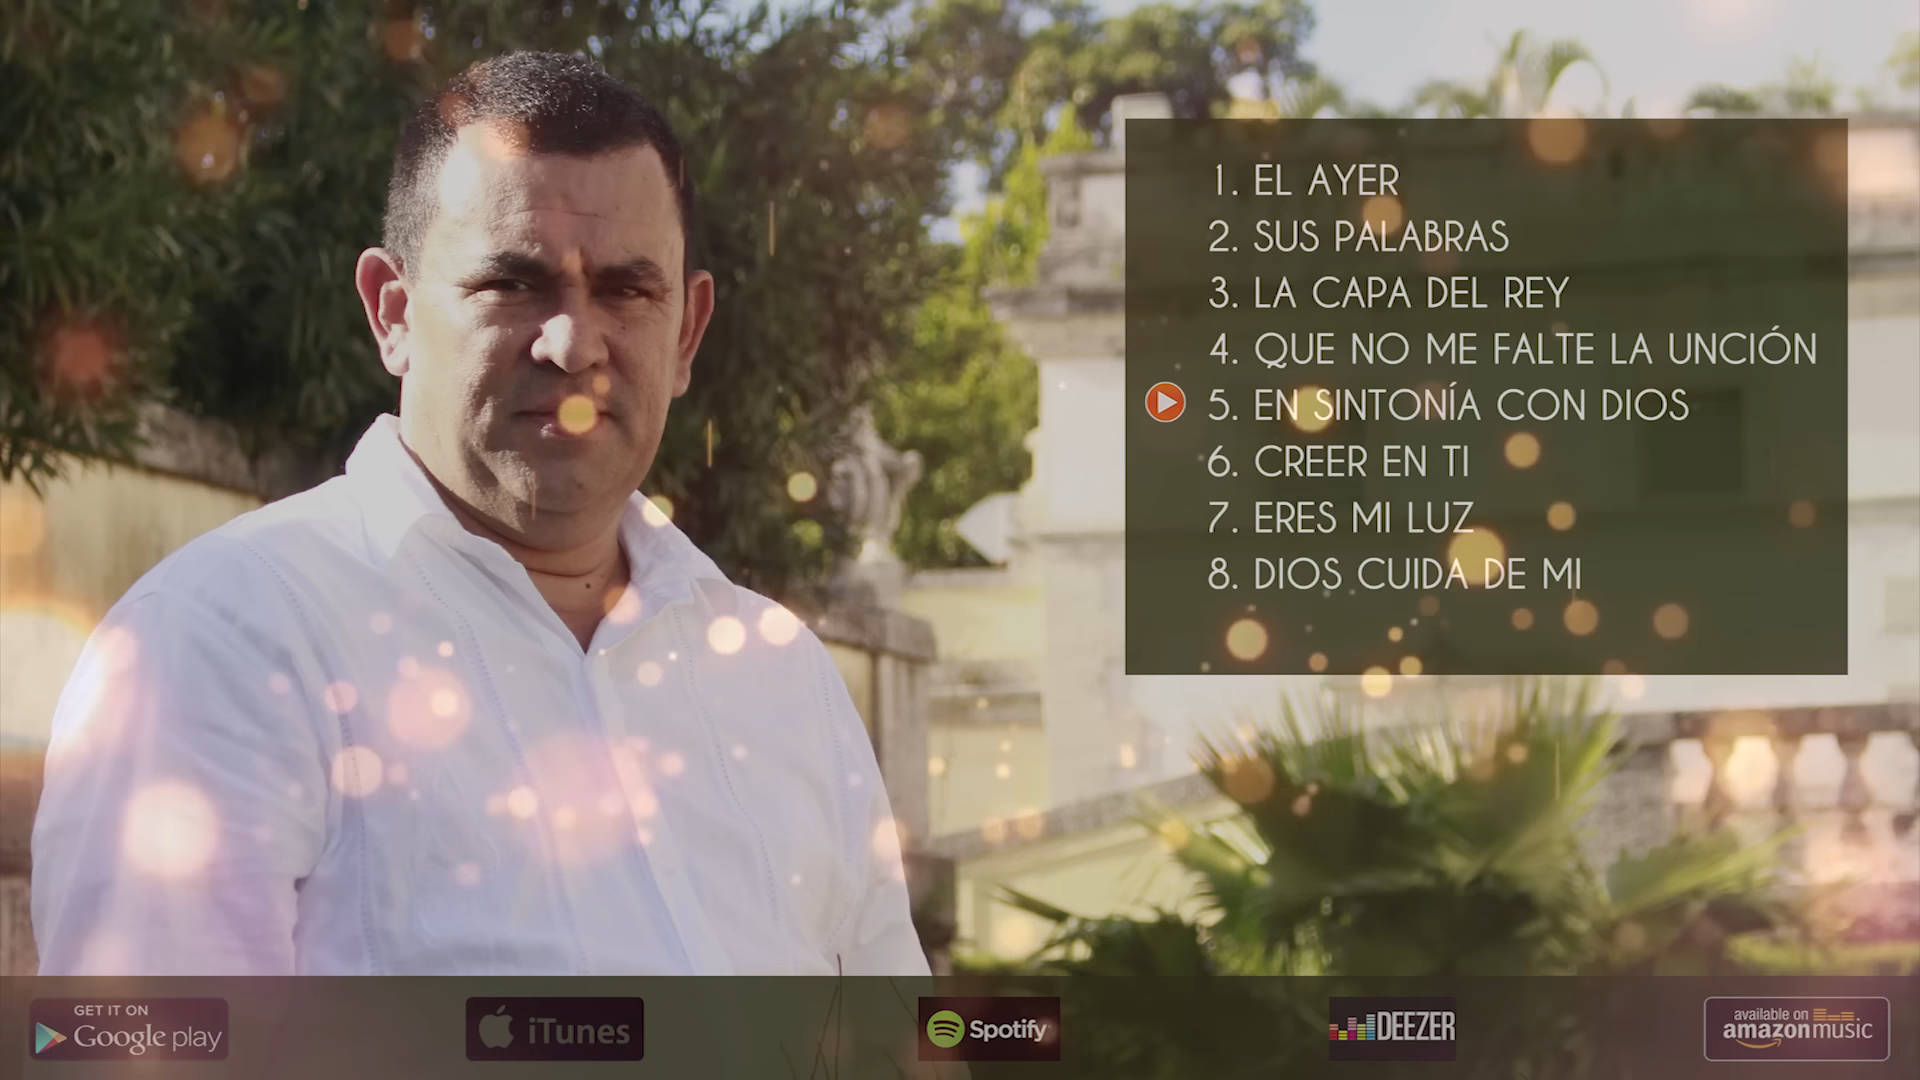 1. EL AYER
2. SUS PALABRAS
3. LA CAPA DEL REY
4. QUE NO ME FALTE LA UNCIÓN
5. EN SINTONÍA CON DIOS
6. CREER EN TI
7. ERES MI LUZ
8. DIOS CUIDA DE MI
GET IT ON
Google play
iTunes
Spotify
DEEZER
available on
amazon music